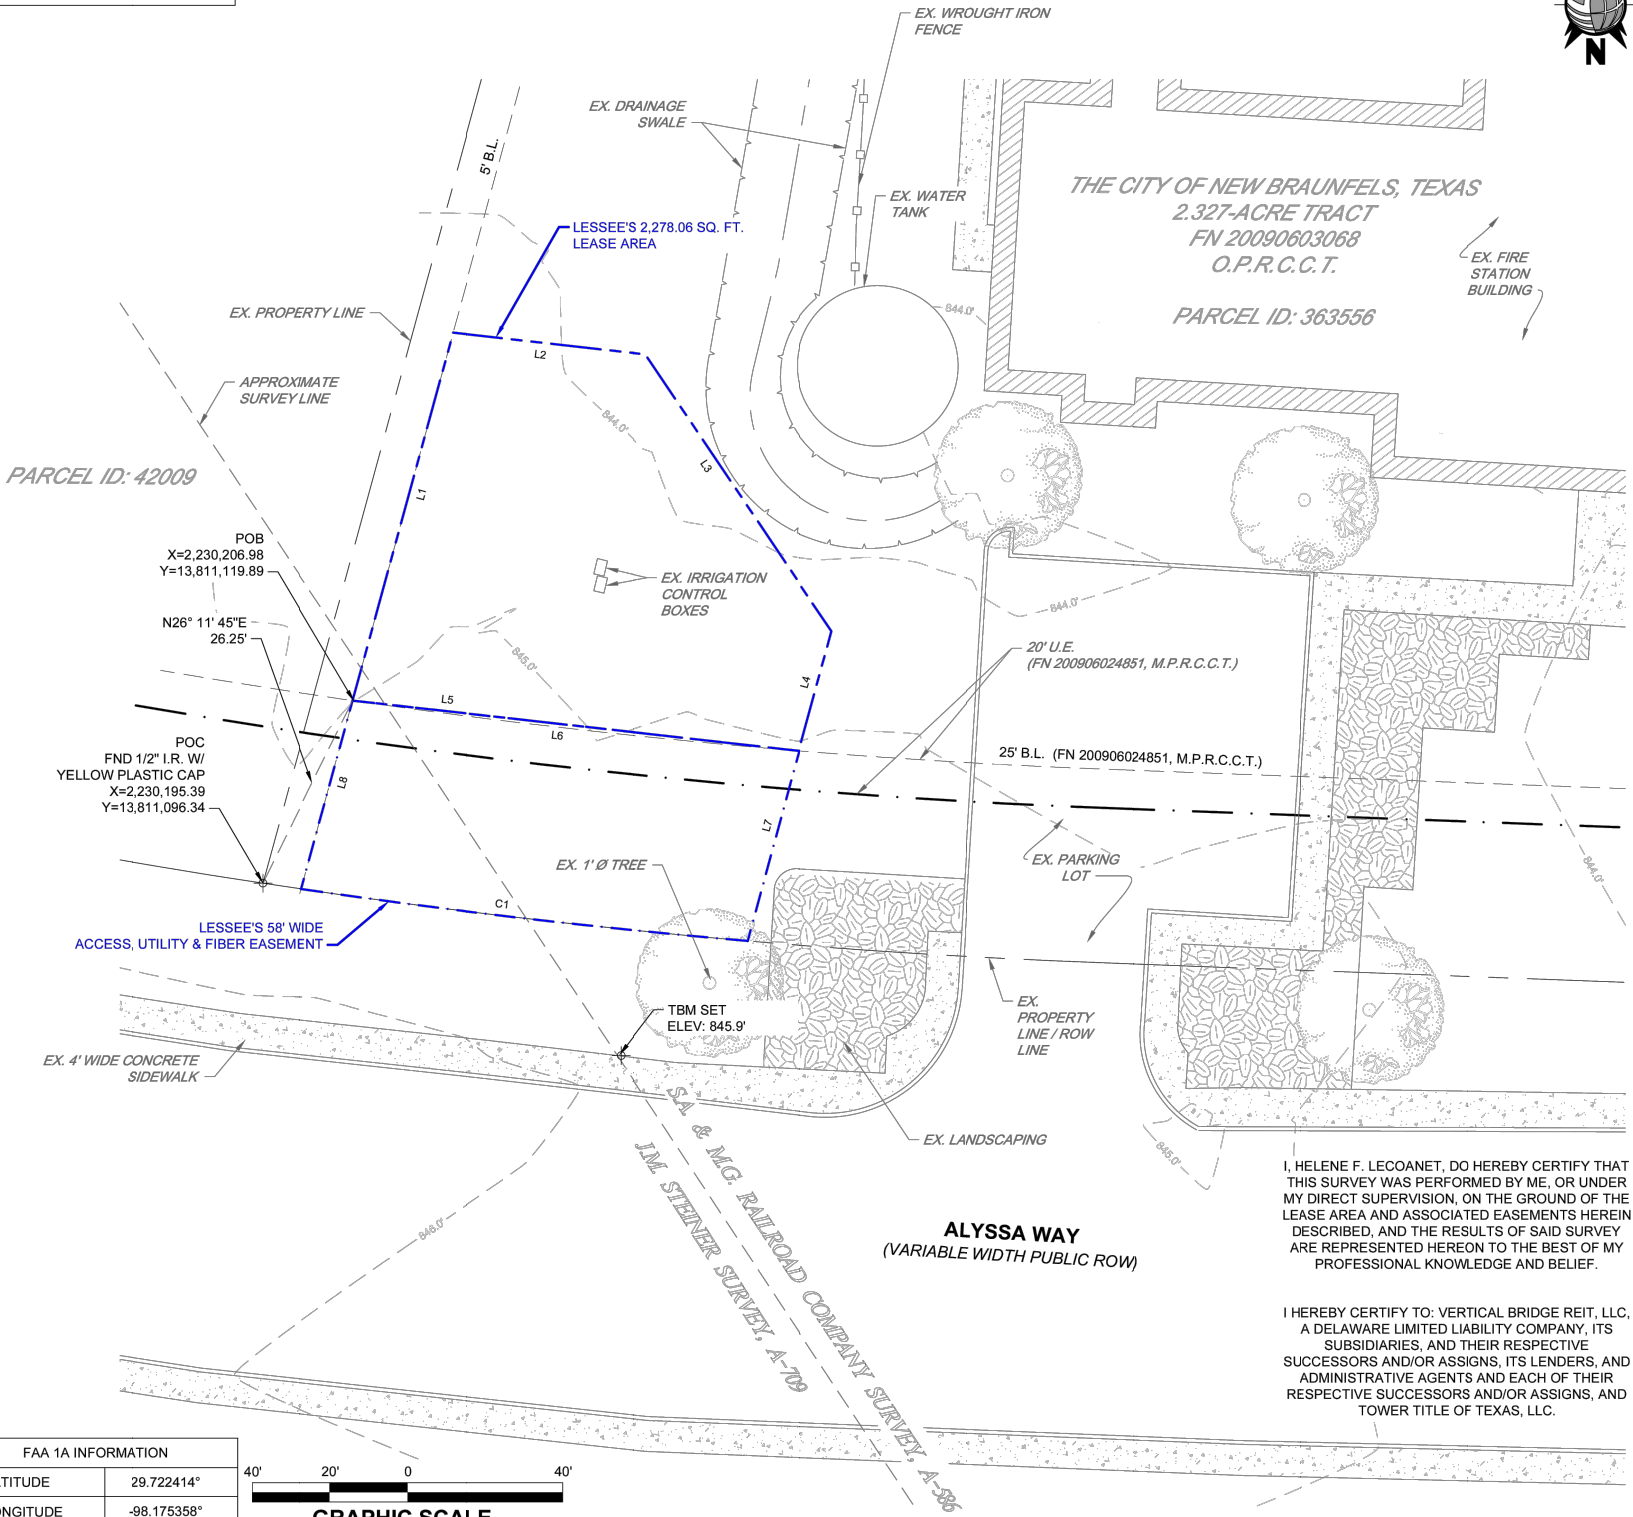 EX. WROUGHT IRON
FENCE
N
EX. DRAINAGE
SWALE
5' B.L.
THE CITY OF NEW BRAUNFELS, TEXAS
2.327-ACRE TRACT
FN 20090603068
O.P.R.C.C.T.
PARCEL ID: 363556
EX. WATER
TANK
LESSEE'S 2,278.06 SQ. FT.
LEASE AREA
EX. FIRE
STATION
BUILDING
EX. PROPERTY LINE
844.0'
L2
APPROXIMATE
SURVEY LINE
844.0'
L3
PARCEL ID: 42009
L1
POB
X=2,230,206.98
Y=13,811,119.89
EX. IRRIGATION
CONTROL
BOXES
844.0'
N26° 11' 45"E
26.25'
20' U.E.
(FN 200906024851, M.P.R.C.C.T.)
845.0'
L4
L5
L6
25' B.L. (FN 200906024851, M.P.R.C.C.T.)
POC
FND 1/2" I.R. W/
YELLOW PLASTIC CAP
X=2,230,195.39
Y=13,811,096.34
L8
L7
EX. 1' Ø TREE
EX. PARKING
LOT
844.0'
C1
LESSEE'S 58' WIDE
ACCESS, UTILITY & FIBER EASEMENT
TBM SET
ELEV: 845.9'
EX.
PROPERTY
LINE / ROW
LINE
EX. 4' WIDE CONCRETE
SIDEWALK
EX. LANDSCAPING
845.0'
S.A. & M.G. RAILROAD COMPANY SURVEY, A-586
J.M. STEINER SURVEY, A-709
846.0'
ALYSSA WAY
(VARIABLE WIDTH PUBLIC ROW)
I, HELENE F. LECOANET, DO HEREBY CERTIFY THAT
THIS SURVEY WAS PERFORMED BY ME, OR UNDER
MY DIRECT SUPERVISION, ON THE GROUND OF THE
LEASE AREA AND ASSOCIATED EASEMENTS HEREIN
DESCRIBED, AND THE RESULTS OF SAID SURVEY
ARE REPRESENTED HEREON TO THE BEST OF MY
PROFESSIONAL KNOWLEDGE AND BELIEF.
I HEREBY CERTIFY TO: VERTICAL BRIDGE REIT, LLC,
A DELAWARE LIMITED LIABILITY COMPANY, ITS
SUBSIDIARIES, AND THEIR RESPECTIVE
SUCCESSORS AND/OR ASSIGNS, ITS LENDERS, AND
ADMINISTRATIVE AGENTS AND EACH OF THEIR
RESPECTIVE SUCCESSORS AND/OR ASSIGNS, AND
TOWER TITLE OF TEXAS, LLC.
FAA 1A INFORMATION
TITUDE 29.722414°
NGITUDE -98.175358°
40' 20' 0 40'
GRAPHIC SCALE